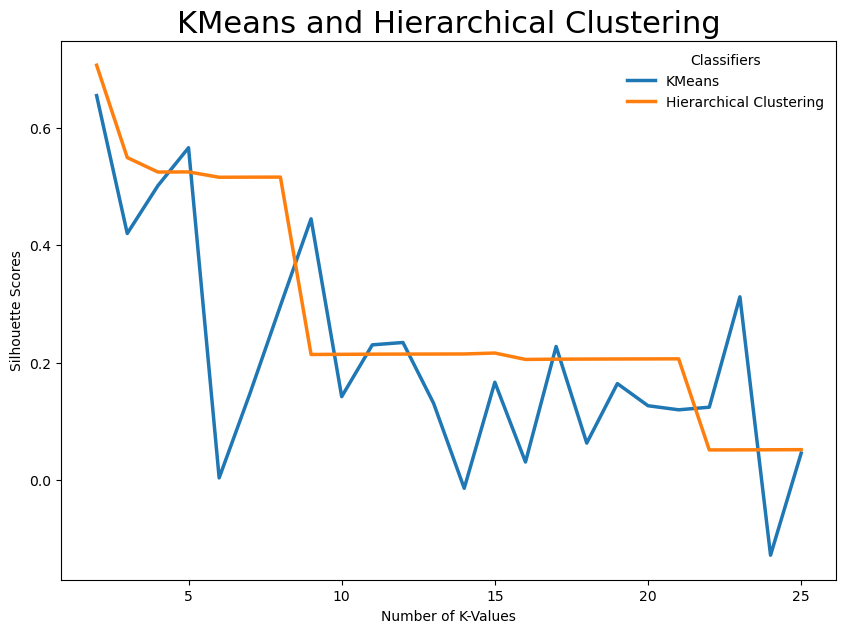 KMeans and Hierarchical Clustering
Classifiers
KMeans
Hierarchical Clustering
Silhouette Scores
0.6
0.4
0.2
0.0
5
10
15
20
25
Number of K-Values